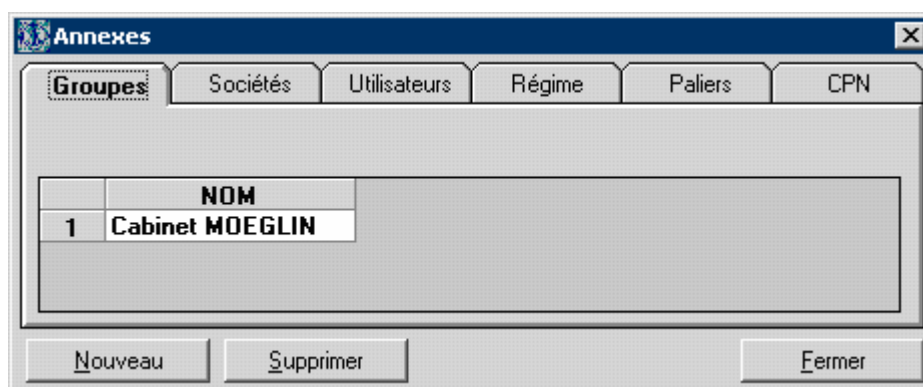 Annexes
Groupes Sociétés Utilisateurs Régime Paliers CPN
NOM
1 Cabinet MOEGLIN
Nouveau Supprimer Fermer